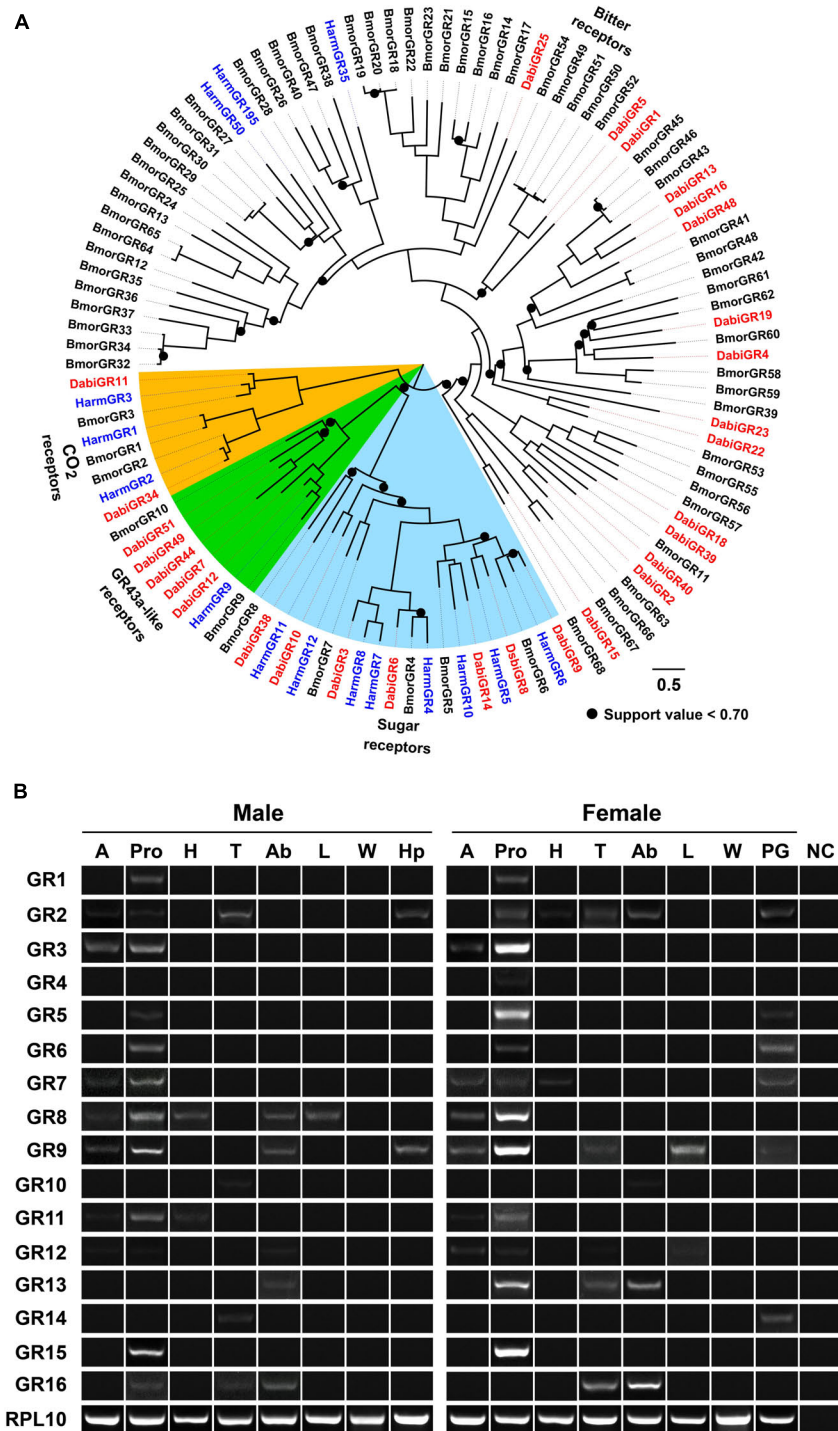 A
BmorGR32
BmorGR34
BmorGR33
BmorGR37
BmorGR36
BmorGR35
BmorGR12
BmorGR64
BmorGR65
BmorGR13
BmorGR24
BmorGR25
BmorGR29
BmorGR30
BmorGR31
BmorGR27
HarmGR50
HarmGR195
BmorGR28
BmorGR26
BmorGR40
BmorGR47
BmorGR38
HarmGR35
BmorGR19
BmorGR20
BmorGR18
BmorGR22
BmorGR23
BmorGR21
BmorGR15
BmorGR16
BmorGR14
BmorGR17
DabiGR25
BmorGR54
BmorGR49
BmorGR51
BmorGR50
BmorGR52
Bitter
receptors
DabiGR5
DabiGR1
BmorGR45
BmorGR46
BmorGR43
DabiGR13
DabiGR16
DabiGR48
BmorGR41
BmorGR48
BmorGR42
BmorGR61
BmorGR62
DabiGR19
BmorGR60
DabiGR4
BmorGR58
BmorGR59
BmorGR39
DabiGR23
DabiGR22
BmorGR53
BmorGR55
BmorGR56
BmorGR57
DabiGR18
DabiGR39
BmorGR11
DabiGR40
DabiGR2
BmorGR63
BmorGR66
BmorGR67
DabiGR15
BmorGR68
DabiGR9
HarmGR6
BmorGR6
DabiGR8
HarmGR5
DabiGR14
HarmGR10
BmorGR5
HarmGR4
BmorGR4
DabiGR6
HarmGR7
HarmGR8
DabiGR3
BmorGR7
HarmGR12
DabiGR10
HarmGR11
DabiGR38
BmorGR8
BmorGR9
HarmGR9
DabiGR12
DabiGR7
DabiGR44
DabiGR49
DabiGR51
BmorGR10
DabiGR34
HarmGR2
BmorGR2
BmorGR1
HarmGR1
BmorGR3
HarmGR3
DabiGR11
CO2
receptors
GR43a-like
receptors
Sugar
receptors
0.5
Support value < 0.70
B
Male Female
A Pro H T Ab L W Hp A Pro H T Ab L W PG NC
GR1
GR2
GR3
GR4
GR5
GR6
GR7
GR8
GR9
GR10
GR11
GR12
GR13
GR14
GR15
GR16
RPL10